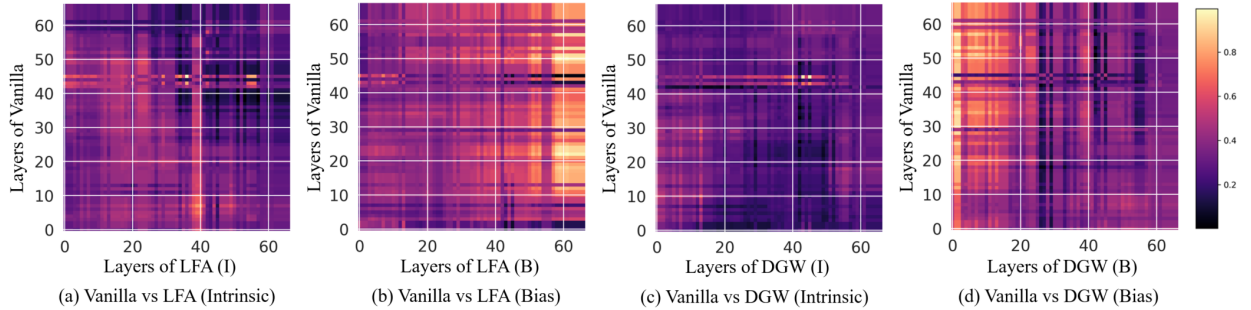 60
50
40
30
20
10
0
Layers of Vanilla
0 20 40 60
Layers of LFA (I)
(a) Vanilla vs LFA (Intrinsic)
60
50
40
30
20
10
0
Layers of Vanilla
0 20 40 60
Layers of LFA (B)
(b) Vanilla vs LFA (Bias)
60
50
40
30
20
10
0
Layers of Vanilla
0 20 40 60
Layers of DGW (I)
(c) Vanilla vs DGW (Intrinsic)
60
50
40
30
20
10
0
Layers of Vanilla
0 20 40 60
Layers of DGW (B)
(d) Vanilla vs DGW (Bias)
0.8
0.6
0.4
0.2